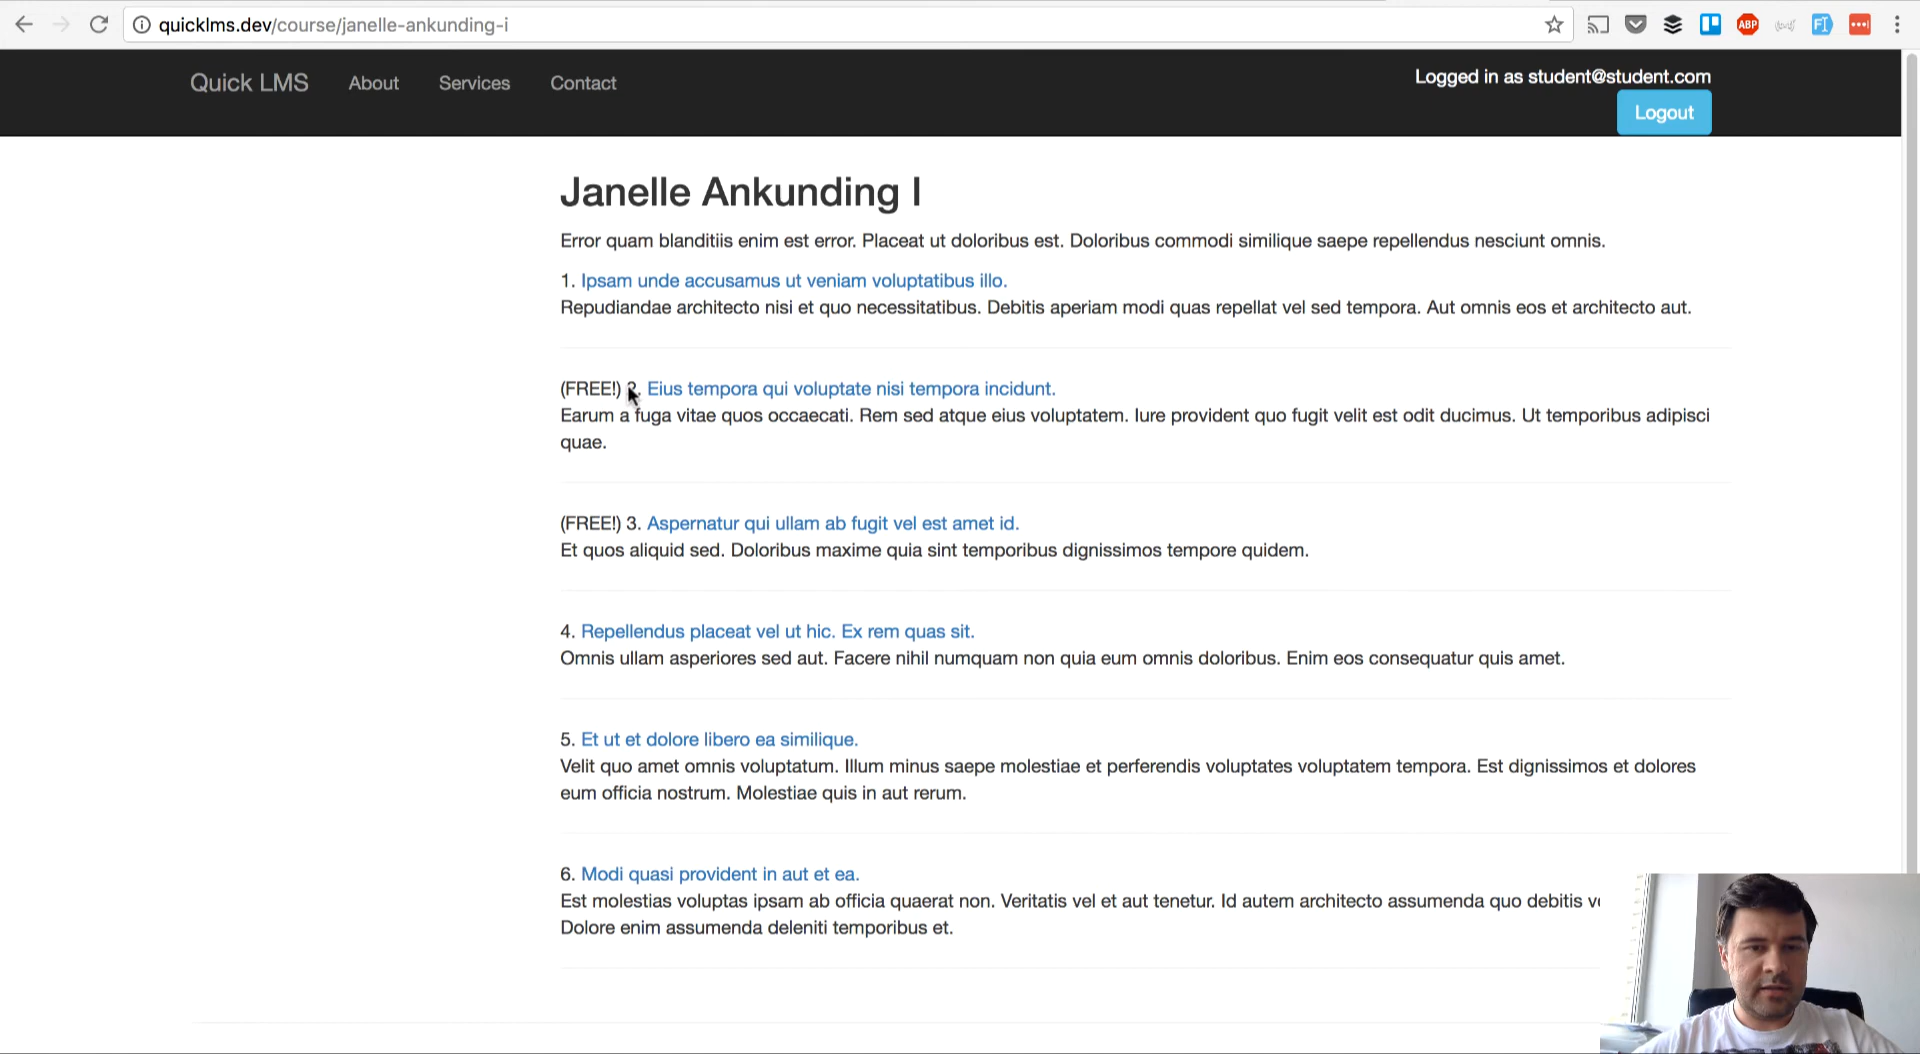 quicklms.dev/course/janelle-ankunding-i
ABP
Quick LMS About Services Contact
Logged in as student@student.com
Logout
Janelle Ankunding I
Error quam blanditiis enim est error. Placeat ut doloribus est. Doloribus commodi similique saepe repellendus nesciunt omnis.
1. Ipsam unde accusamus ut veniam voluptatibus illo.
Repudiandae architecto nisi et quo necessitatibus. Debitis aperiam modi quas repellat vel sed tempora. Aut omnis eos et architecto aut.
(FREE!) 2. Eius tempora qui voluptate nisi tempora incidunt.
Earum a fuga vitae quos occaecati. Rem sed atque eius voluptatem. Iure provident quo fugit velit est odit ducimus. Ut temporibus adipisci
quae.
(FREE!) 3. Aspernatur qui ullam ab fugit vel est amet id.
Et quos aliquid sed. Doloribus maxime quia sint temporibus dignissimos tempore quidem.
4. Repellendus placeat vel ut hic. Ex rem quas sit.
Omnis ullam asperiores sed aut. Facere nihil numquam non quia eum omnis doloribus. Enim eos consequatur quis amet.
5. Et ut et dolore libero ea similique.
Velit quo amet omnis voluptatum. Illum minus saepe molestiae et perferendis voluptates voluptatem tempora. Est dignissimos et dolores
eum officia nostrum. Molestiae quis in aut rerum.
6. Modi quasi provident in aut et ea.
Est molestias voluptas ipsam ab officia quaerat non. Veritatis vel et aut tenetur. Id autem architecto assumenda quo debitis
Dolore enim assumenda deleniti temporibus et.